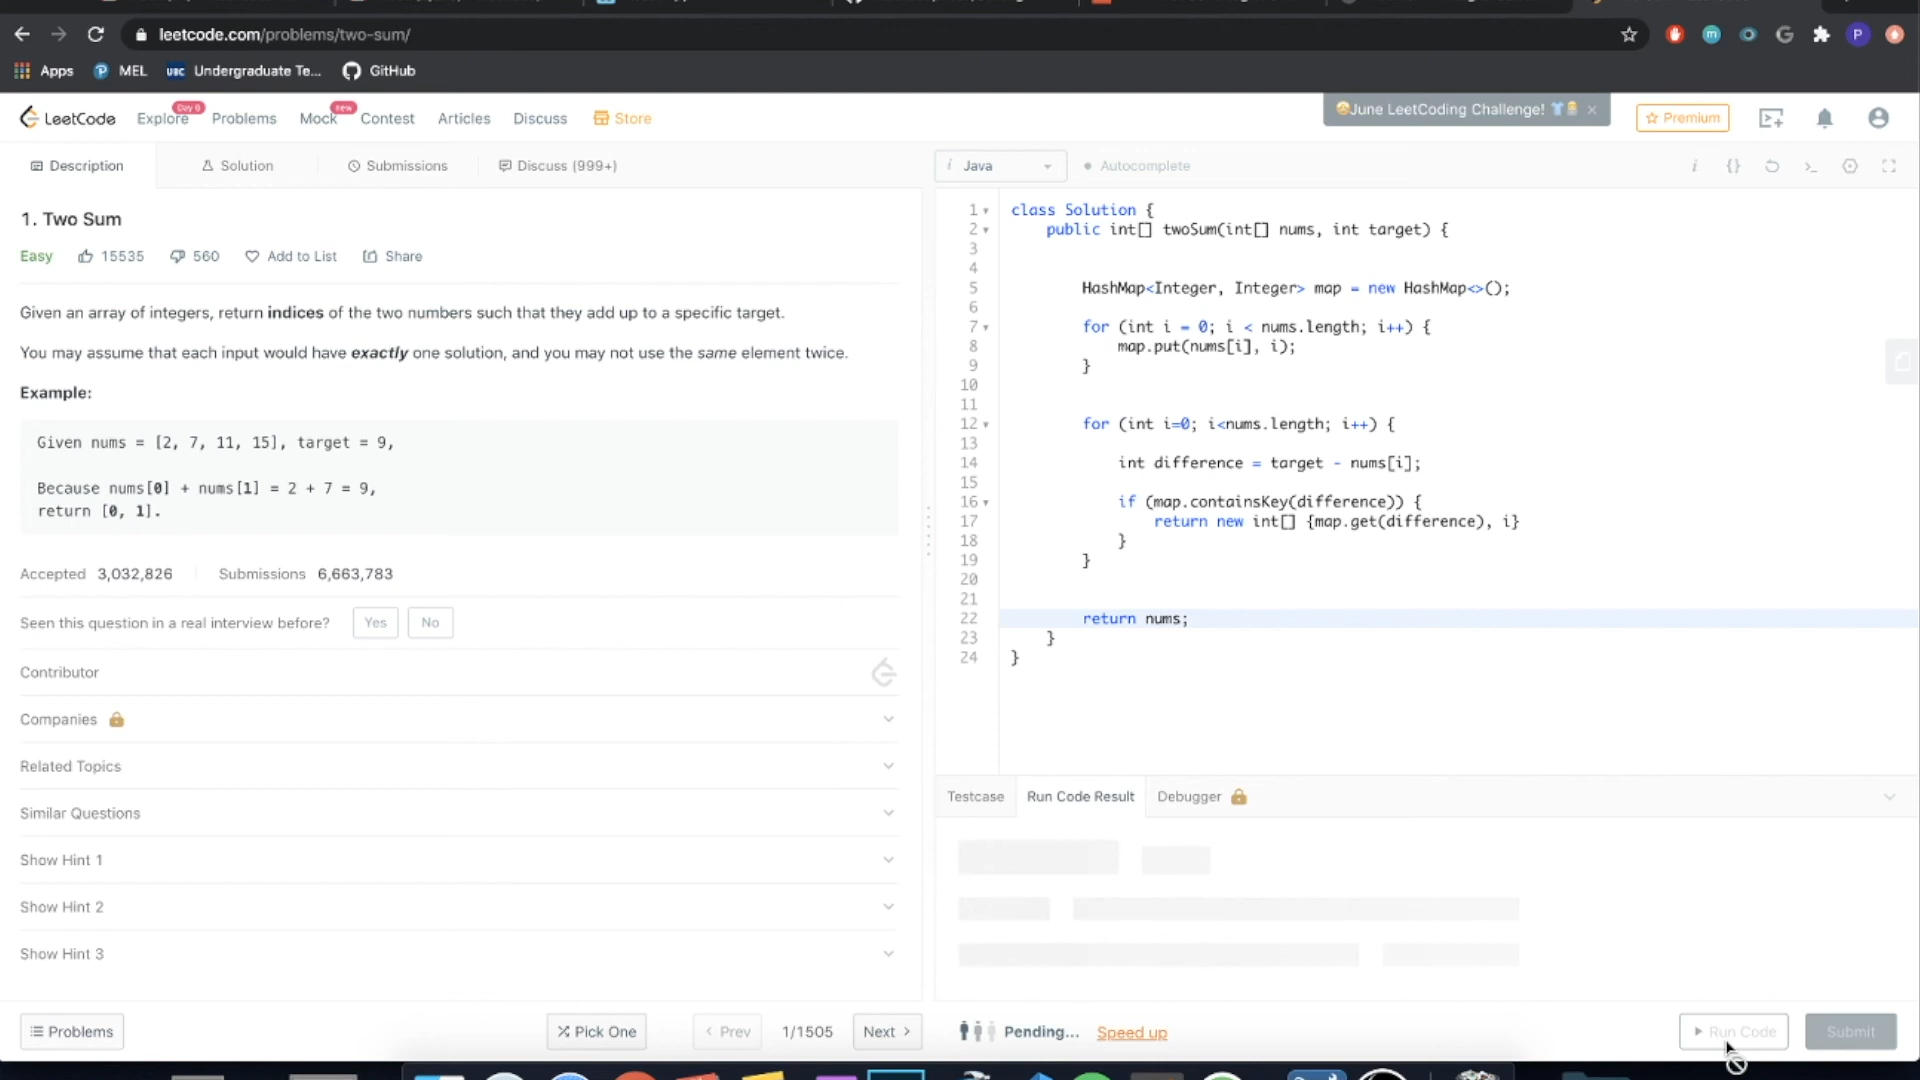 leetcode.com/problems/two-sum/
Apps MEL UBC Undergraduate Te... GitHub
LeetCode Explore Day 6 Problems Mock new Contest Articles Discuss Store
June LeetCoding Challenge! × Premium
Description Solution Submissions Discuss (999+)
i Java Autocomplete i {} >_
1. Two Sum
Easy 15535 560 Add to List Share
Given an array of integers, return indices of the two numbers such that they add up to a specific target.
You may assume that each input would have exactly one solution, and you may not use the same element twice.
Example:
Given nums = [2, 7, 11, 15], target = 9,
Because nums[0] + nums[1] = 2 + 7 = 9,
return [0, 1].
Accepted 3,032,826 Submissions 6,663,783
Seen this question in a real interview before? Yes No
Contributor
Companies
Related Topics
Similar Questions
Show Hint 1
Show Hint 2
Show Hint 3
Problems Pick One < Prev 1/1505 Next >
1 class Solution {
2 public int[] twoSum(int[] nums, int target) {
3
4
5 HashMap<Integer, Integer> map = new HashMap<>();
6
7 for (int i = 0; i < nums.length; i++) {
8 map.put(nums[i], i);
9 }
10
11
12 for (int i=0; i<nums.length; i++) {
13
14 int difference = target - nums[i];
15
16 if (map.containsKey(difference)) {
17 return new int[] {map.get(difference), i}
18 }
19 }
20
21
22 return nums;
23 }
24 }
Testcase Run Code Result Debugger
Pending... Speed up Run Code Submit